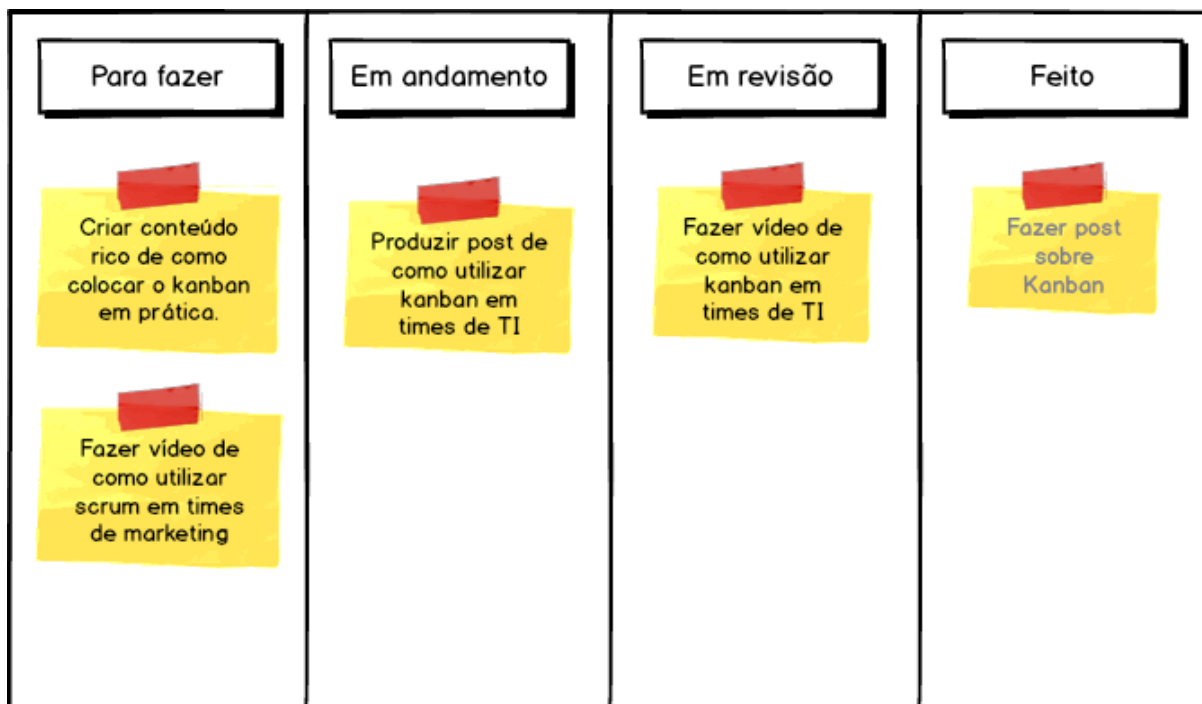 Para fazer
Em andamento
Em revisão
Feito
Criar conteúdo
rico de como
colocar o kanban
em prática.
Fazer vídeo de
como utilizar
scrum em times
de marketing
Produzir post de
como utilizar
kanban em
times de TI
Fazer vídeo de
como utilizar
kanban em
times de TI
Fazer post
sobre
Kanban